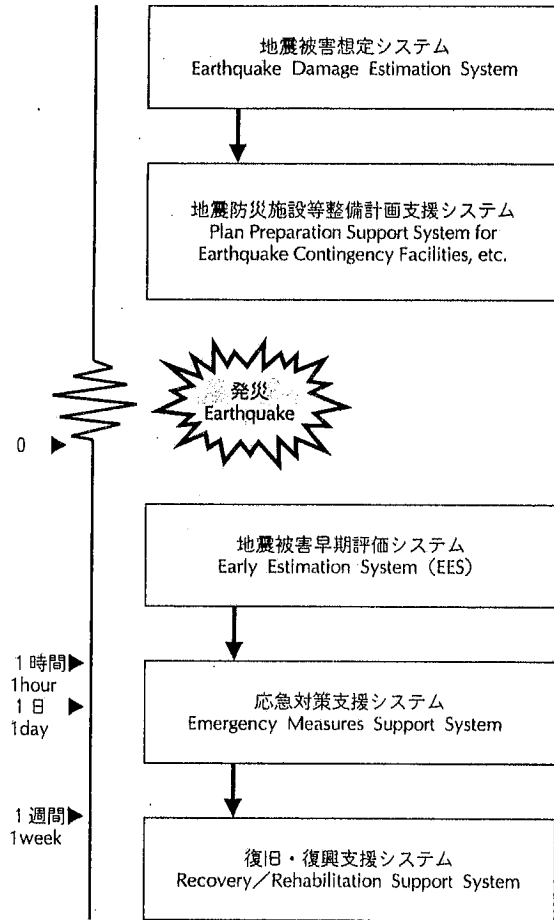 地震被害想定システム
Earthquake Damage Estimation System
地震防災施設等整備計画支援システム
Plan Preparation Support System for
Earthquake Contingency Facilities, etc.
発災
Earthquake
0
地震被害早期評価システム
Early Estimation System（EES）
1時間
1hour
1日
1day
応急対策支援システム
Emergency Measures Support System
1週間
1week
復旧・復興支援システム
Recovery／Rehabilitation Support System